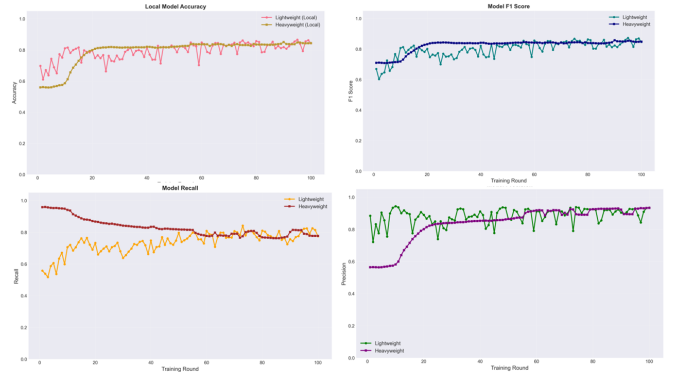 Local Model Accuracy
Lightweight (Local)
Heavyweight (Local)
Accuracy
1.0
0.8
0.6
0.4
0.2
0.0
0
20
40
60
80
100
Model F1 Score
Lightweight
Heavyweight
F1 Score
1.0
0.8
0.6
0.4
0.2
0.0
0
20
40
60
80
100
Training Round
Model Recall
Lightweight
Heavyweight
Recall
1.0
0.8
0.6
0.4
0.2
0.0
0
20
40
60
80
100
Training Round
Precision
1.0
0.8
0.6
0.4
0.2
0.0
Lightweight
Heavyweight
0
20
40
60
80
100
Training Round